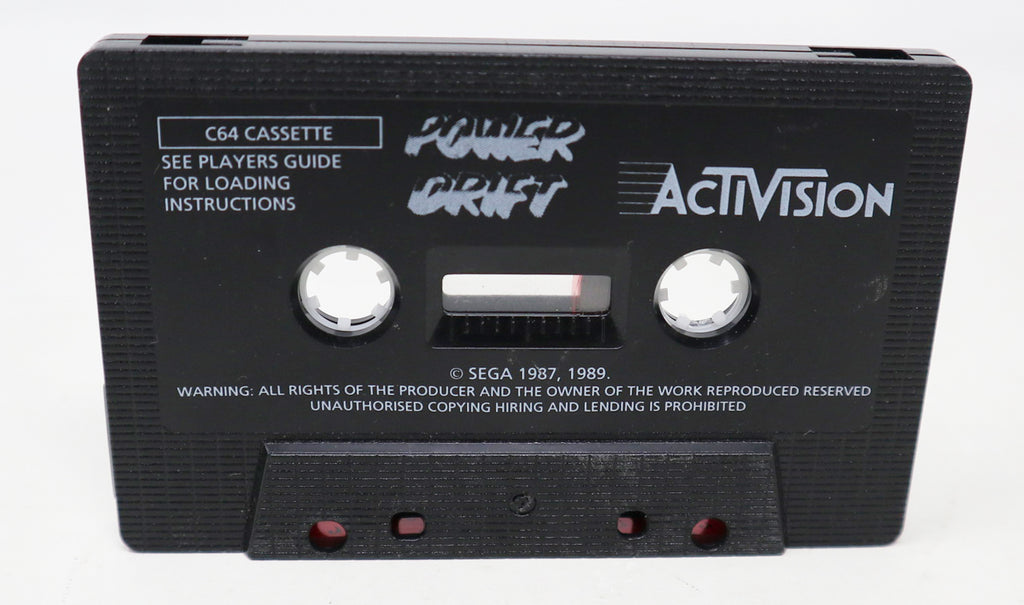 C64 CASSETTE
SEE PLAYERS GUIDE
FOR LOADING
INSTRUCTIONS
POWER
DRIFT
ACTIVISION
© SEGA 1987, 1989.
WARNING: ALL RIGHTS OF THE PRODUCER AND THE OWNER OF THE WORK REPRODUCED RESERVED
UNAUTHORISED COPYING HIRING AND LENDING IS PROHIBITED